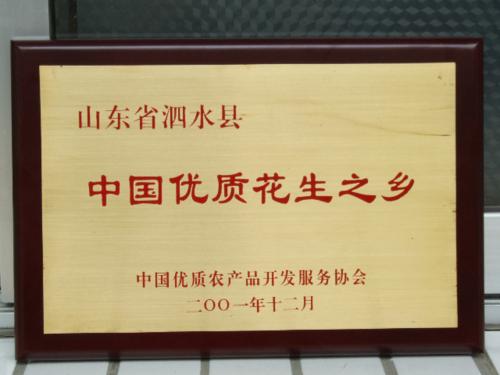 山东省泗水县
中国优质花生之乡
中国优质农产品开发服务协会
二〇〇一年十二月